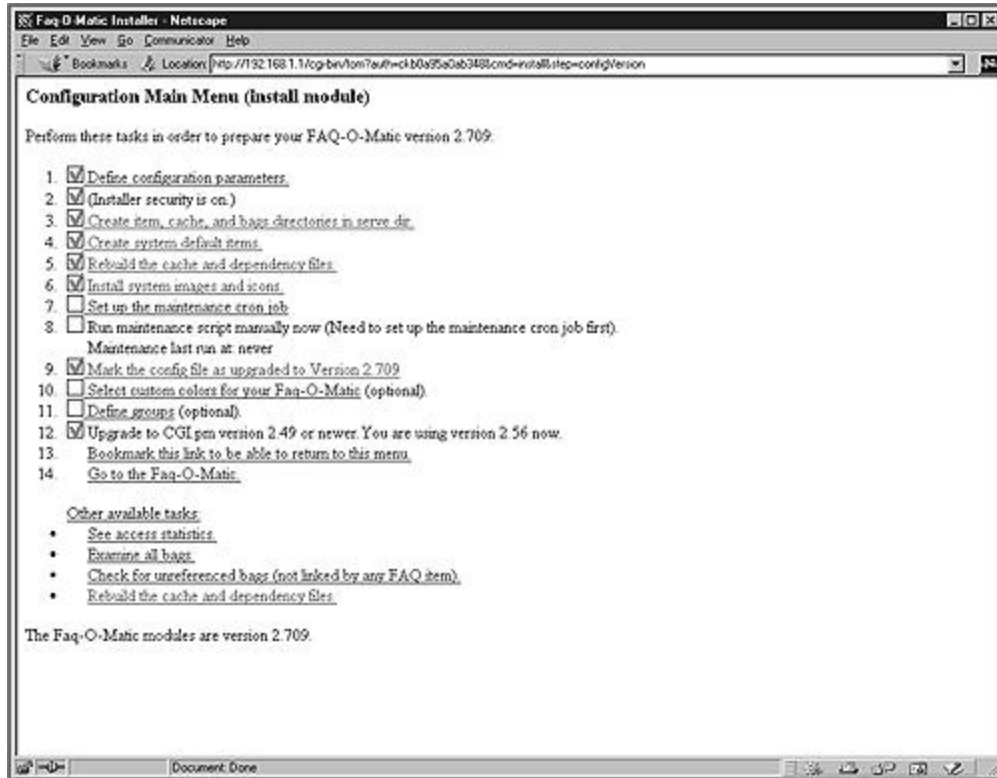 Faq-O-Matic Installer - Netscape
File Edit View Go Communicator Help
Bookmarks Location: http://192.168.1.1/cgi-bin/fom?auth=ckb0a95a0ab348&cmd=install&step=configVersion
Configuration Main Menu (install module)
Perform these tasks in order to prepare your FAQ-O-Matic version 2.709:
1. Define configuration parameters.
2. (Installer security is on.)
3. Create item, cache, and bags directories in serve dir.
4. Create system default items.
5. Rebuild the cache and dependency files.
6. Install system images and icons.
7. Set up the maintenance cron job
8. Run maintenance script manually now (Need to set up the maintenance cron job first).
Maintenance last run at: never
9. Mark the config file as upgraded to Version 2.709
10. Select custom colors for your Faq-O-Matic (optional).
11. Define groups (optional).
12. Upgrade to CGI.pm version 2.49 or newer. You are using version 2.56 now.
13. Bookmark this link to be able to return to this menu.
14. Go to the Faq-O-Matic.
Other available tasks:
• See access statistics.
• Examine all bags.
• Check for unreferenced bags (not linked by any FAQ item).
• Rebuild the cache and dependency files.
The Faq-O-Matic modules are version 2.709.
Document: Done